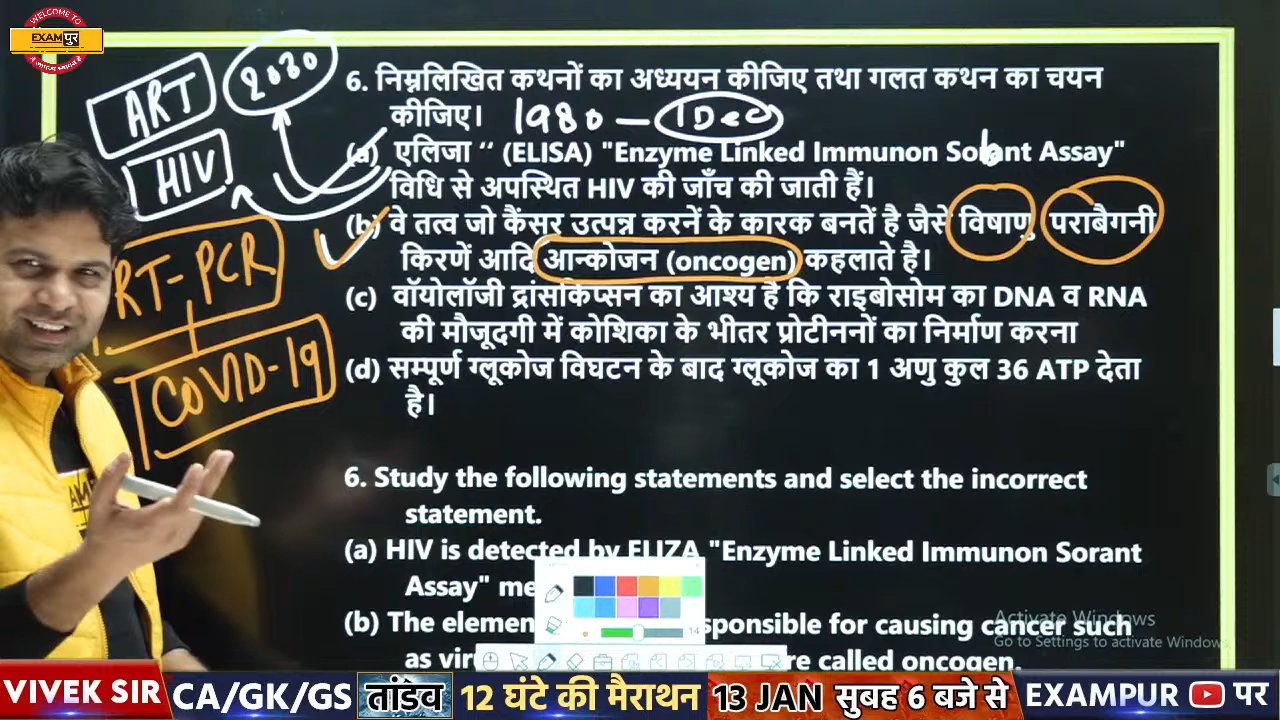 WELCOME TO
EXAMपुर
ART
2030
HIV
RT-PCR
COVID-19
6. निम्नलिखित कथनों का अध्ययन कीजिए तथा गलत कथन का चयन
कीजिए। 1980 — 1 Dec
b
(a) एलिजा “ (ELISA) "Enzyme Linked Immunon Sorant Assay"
विधि से अपस्थित HIV की जाँच की जाती हैं।
(b) वे तत्व जो कैंसर उत्पन्न करनें के कारक बनतें है जैसे विषाणु पराबैगनी
किरणें आदि आन्कोजन (oncogen) कहलाते है।
(c) वॉयोलॉजी द्रांसकिप्सन का आश्य है कि राइबोसोम का DNA व RNA
की मौजूदगी में कोशिका के भीतर प्रोटीननों का निर्माण करना
(d) सम्पूर्ण ग्लूकोज विघटन के बाद ग्लूकोज का 1 अणु कुल 36 ATP देता
है।
6. Study the following statements and select the incorrect
statement.
(a) HIV is detected by ELIZA "Enzyme Linked Immunon Sorant
Assay" me
(b) The elemen sponsible for causing cancer such
as vir re called oncogen.
14
Activate Windows
Go to Settings to activate Windows
VIVEK SIR CA/GK/GS तांडव 12 घंटे की मैराथन 13 JAN सुबह 6 बजे से EXAMPUR पर